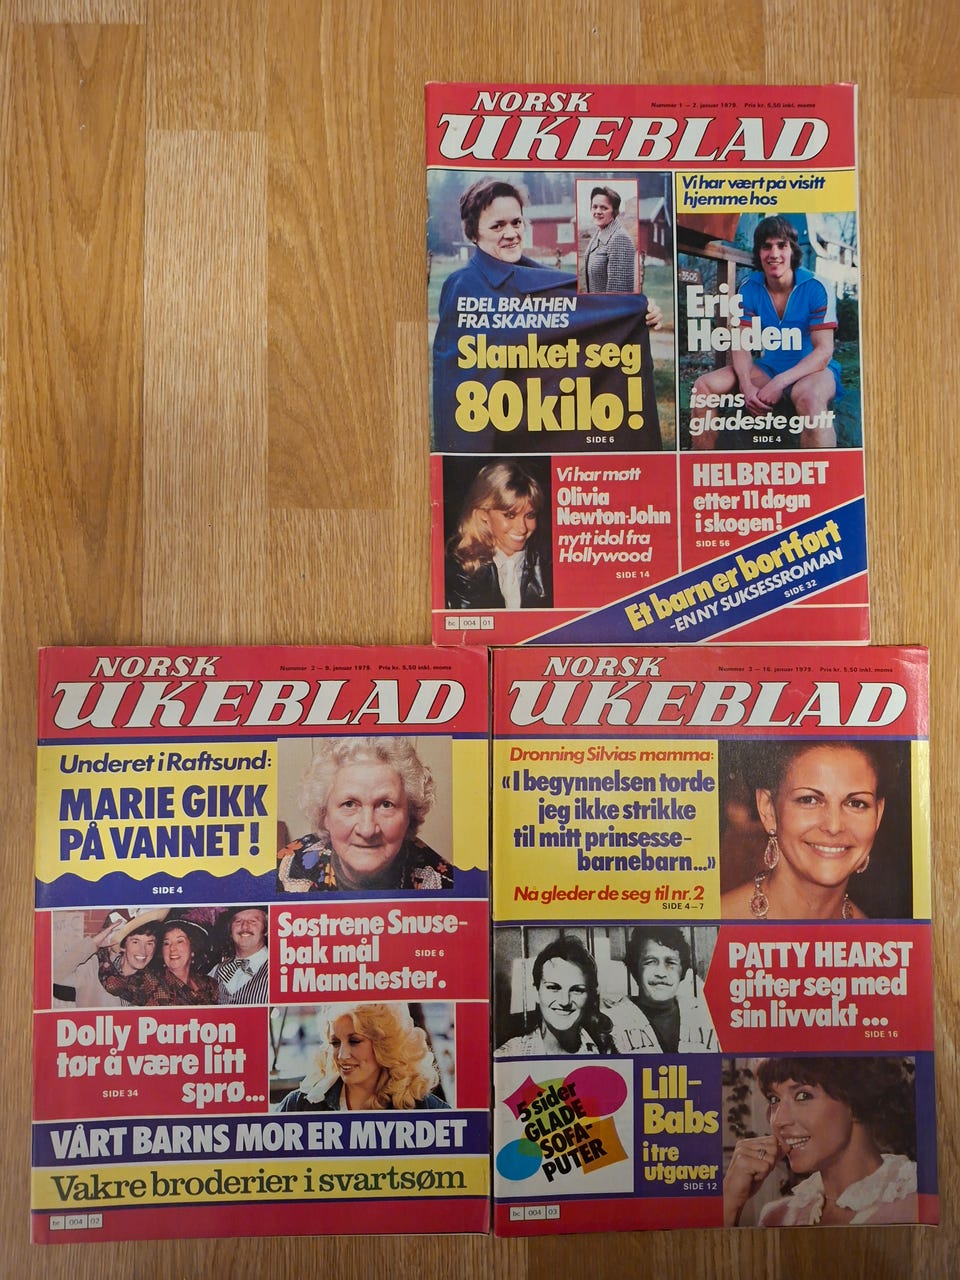 NORSK
UKEBLAD
Nummer 1 — 2. januar 1979. Pris kr. 5,50 inkl. moms
EDEL BRÅTHEN
FRA SKARNES
Slanket seg
80 kilo!
SIDE 6
Vi har vært på visitt
hjemme hos
3505
Eric
Heiden
isens
gladeste gutt
SIDE 4
Vi har møtt
Olivia
Newton-John
nytt idol fra
Hollywood
SIDE 14
HELBREDET
etter 11 døgn
i skogen!
SIDE 56
Et barn er bortført
-EN NY SUKSESSROMAN
SIDE 32
bc 004 01
NORSK
UKEBLAD
Nummer 2 — 9. januar 1979. Pris kr. 5,50 inkl. moms
Underet i Raftsund:
MARIE GIKK
PÅ VANNET!
SIDE 4
Søstrene Snuse-
bak mål
i Manchester.
SIDE 6
Dolly Parton
tør å være litt
sprø...
SIDE 34
VÅRT BARNS MOR ER MYRDET
Vakre broderier i svartsøm
bc 004 02
NORSK
UKEBLAD
Nummer 3 — 16. januar 1979. Pris kr. 5,50 inkl. moms
Dronning Silvias mamma:
«I begynnelsen torde
jeg ikke strikke
til mitt prinsesse-
barnebarn...»
Nå gleder de seg til nr. 2
SIDE 4—7
PATTY HEARST
gifter seg med
sin livvakt ...
SIDE 16
5 sider
GLADE
SOFA-
PUTER
Lill-
Babs
i tre
utgaver
SIDE 12
bc 004 03